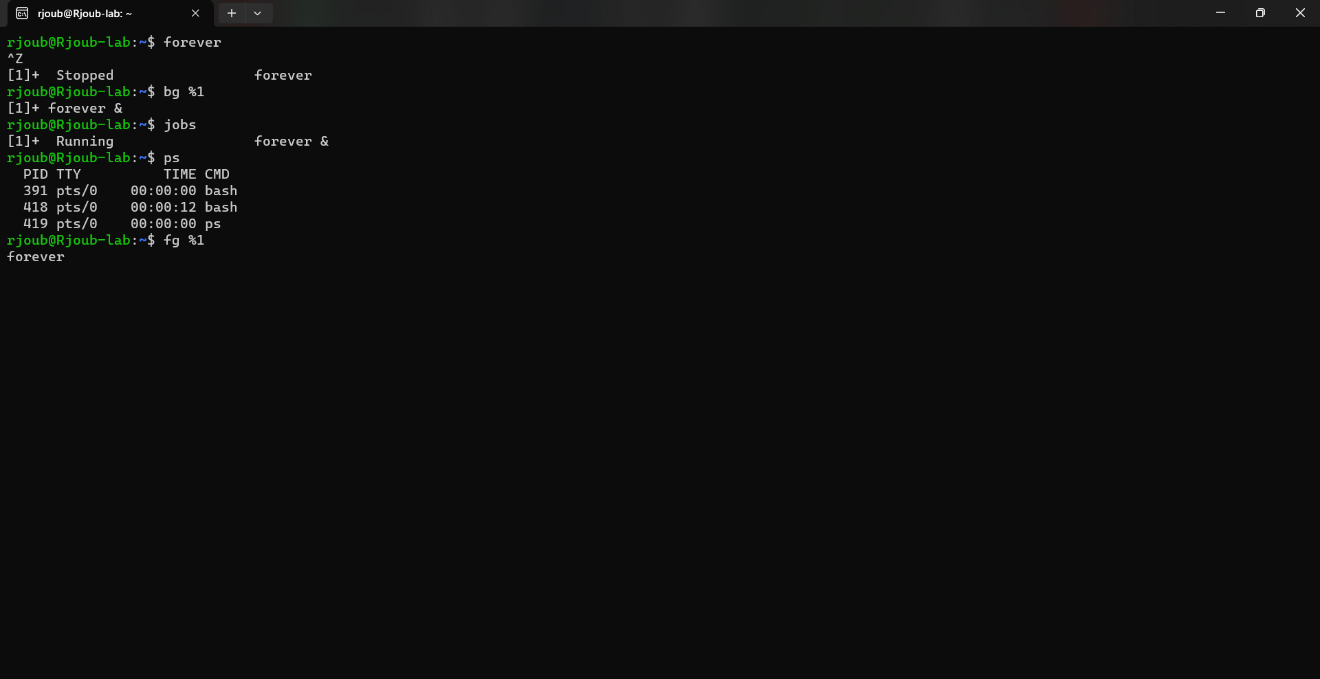 rjoub@Rjoub-lab: ~
rjoub@Rjoub-lab:~$ forever
^Z
[1]+  Stopped                 forever
rjoub@Rjoub-lab:~$ bg %1
[1]+ forever &
rjoub@Rjoub-lab:~$ jobs
[1]+  Running                 forever &
rjoub@Rjoub-lab:~$ ps
  PID TTY          TIME CMD
  391 pts/0    00:00:00 bash
  418 pts/0    00:00:12 bash
  419 pts/0    00:00:00 ps
rjoub@Rjoub-lab:~$ fg %1
forever